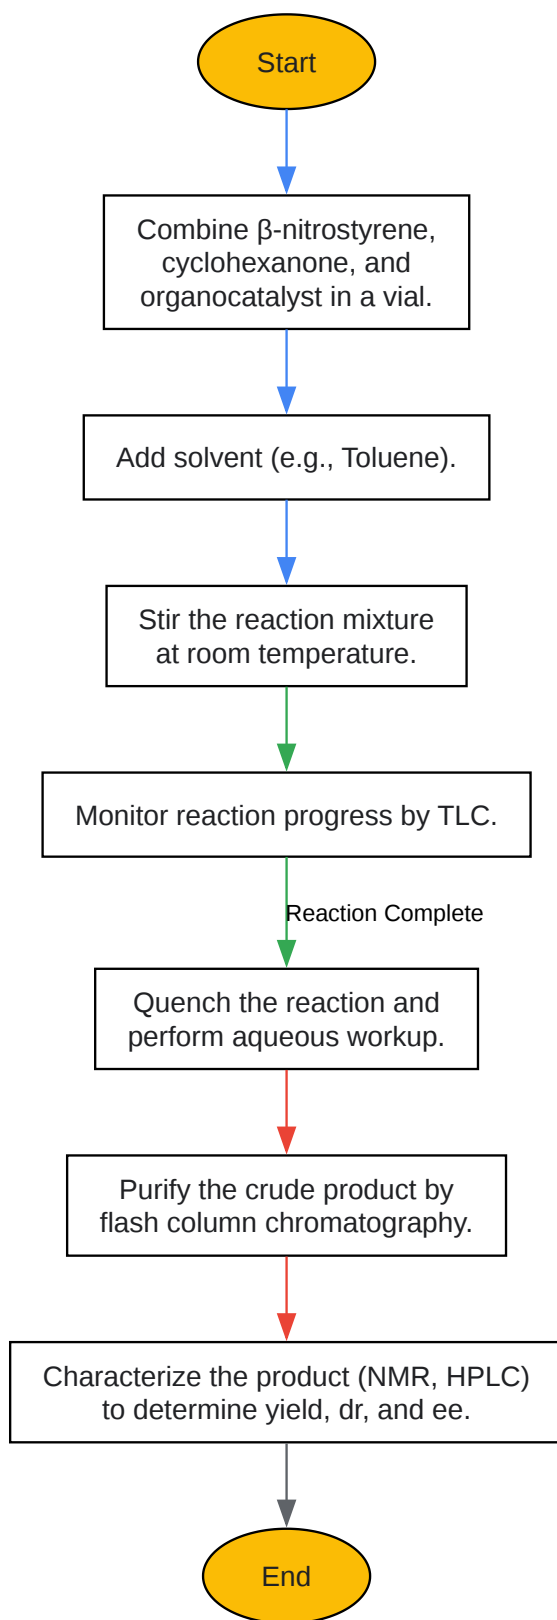 Start
Combine β-nitrostyrene,
cyclohexanone, and
organocatalyst in a vial.
Add solvent (e.g., Toluene).
Stir the reaction mixture
at room temperature.
Monitor reaction progress by TLC.
Reaction Complete
Quench the reaction and
perform aqueous workup.
Purify the crude product by
flash column chromatography.
Characterize the product (NMR, HPLC)
to determine yield, dr, and ee.
End